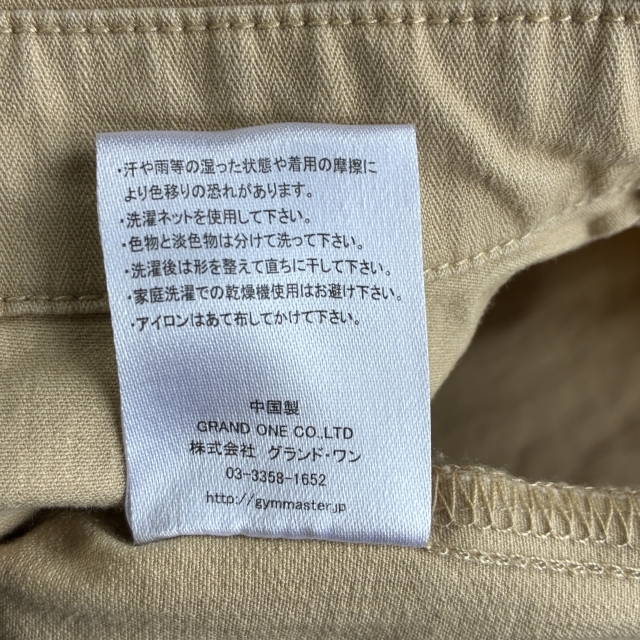 ・汗や雨等の湿った状態や着用の摩擦に
より色移りの恐れがあります。
・洗濯ネットを使用して下さい。
・色物と淡色物は分けて洗って下さい。
・洗濯後は形を整えて直ちに干して下さい。
・家庭洗濯での乾燥機使用はお避け下さい。
・アイロンはあて布してかけて下さい。
中国製
GRAND ONE CO.,LTD
株式会社 グランド・ワン
03-3358-1652
http://gymmaster.jp